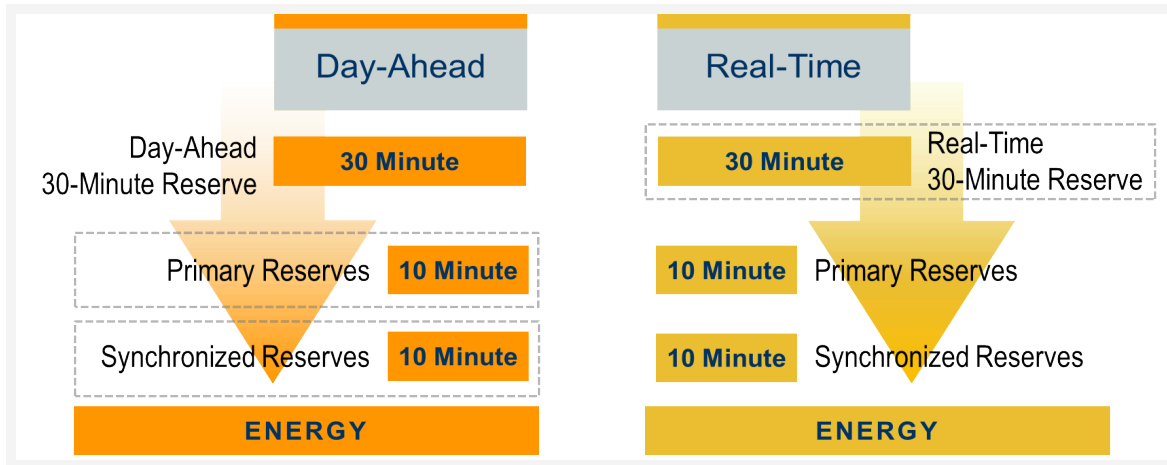 Day-Ahead
Day-Ahead
30-Minute Reserve
30 Minute
Primary Reserves
10 Minute
Synchronized Reserves
10 Minute
ENERGY
Real-Time
30 Minute
Real-Time
30-Minute Reserve
10 Minute
Primary Reserves
10 Minute
Synchronized Reserves
ENERGY